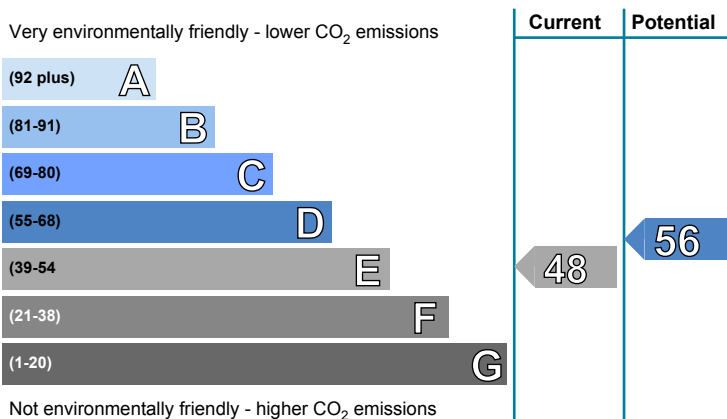 Current Potential
Very environmentally friendly - lower CO2 emissions
(92 plus) A
(81-91) B
(69-80) C
(55-68) D
56
(39-54 E
48
(21-38) F
(1-20) G
Not environmentally friendly - higher CO2 emissions